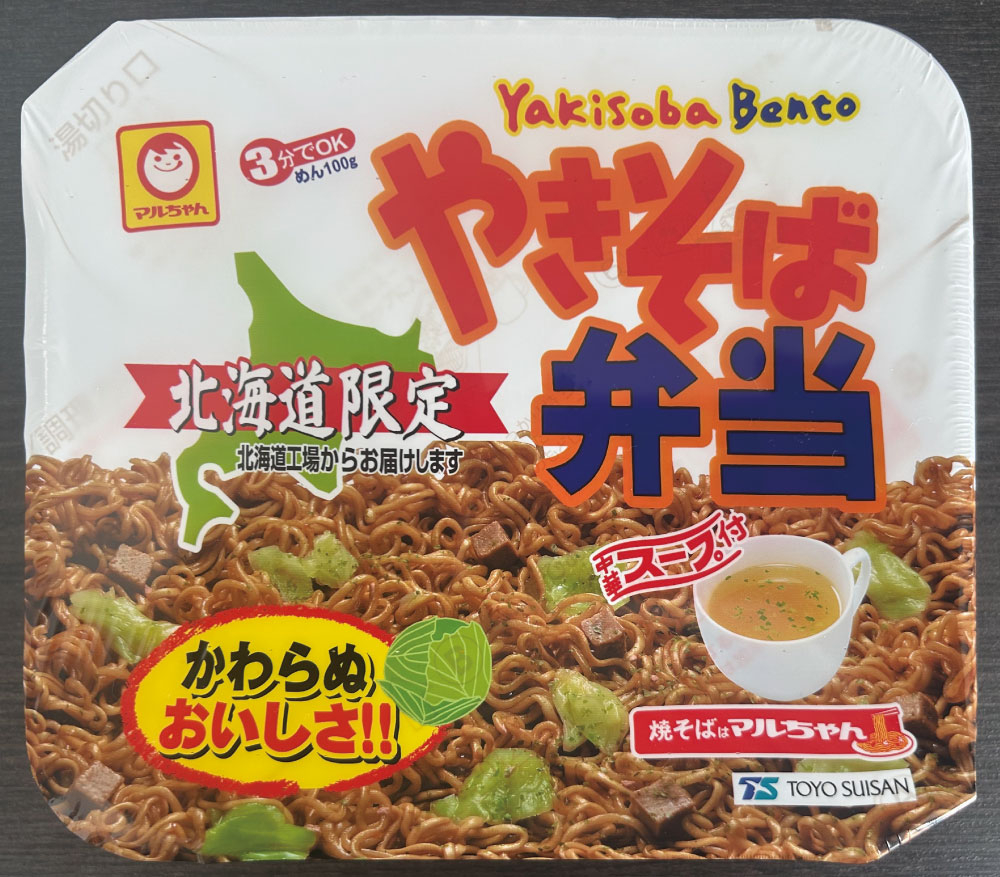 湯切り口
マルちゃん
3分でOK
めん100g
Yakisoba Bento
やきそば
弁当
北海道限定
北海道工場からお届けします
中華スープ付
かわらぬ
おいしさ!!
焼そばはマルちゃん
TS TOYO SUISAN